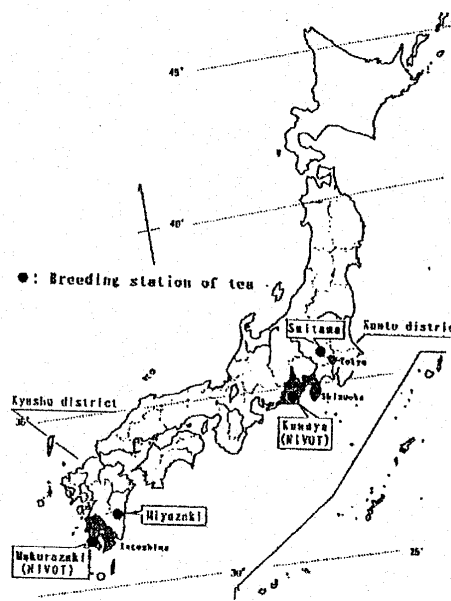 45°
40°
●: Breeding station of tea
Saitama
Kanto district
Tokyo
Shizuoka
Kyushu district
35°
Kanaya
(NIVOT)
Miyazaki
Makurazaki
(NIVOT)
Kagoshima
30°
25°